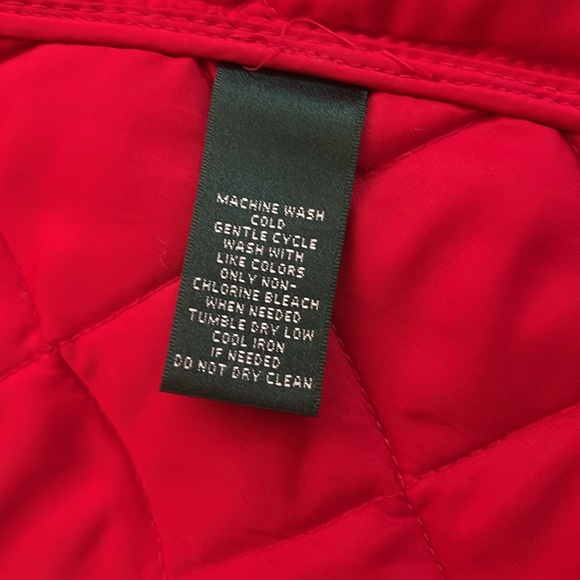 MACHINE WASH
COLD
GENTLE CYCLE
WASH WITH
LIKE COLORS
ONLY NON-
CHLORINE BLEACH
WHEN NEEDED
TUMBLE DRY LOW
COOL IRON
IF NEEDED
DO NOT DRY CLEAN